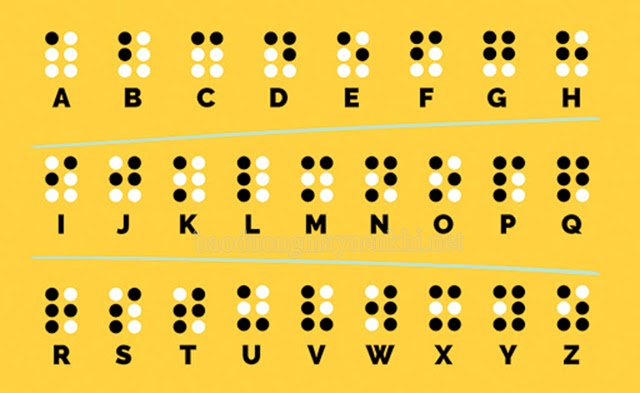 A B C D E F G H
I J K L M N O P Q
R S T U V W X Y Z